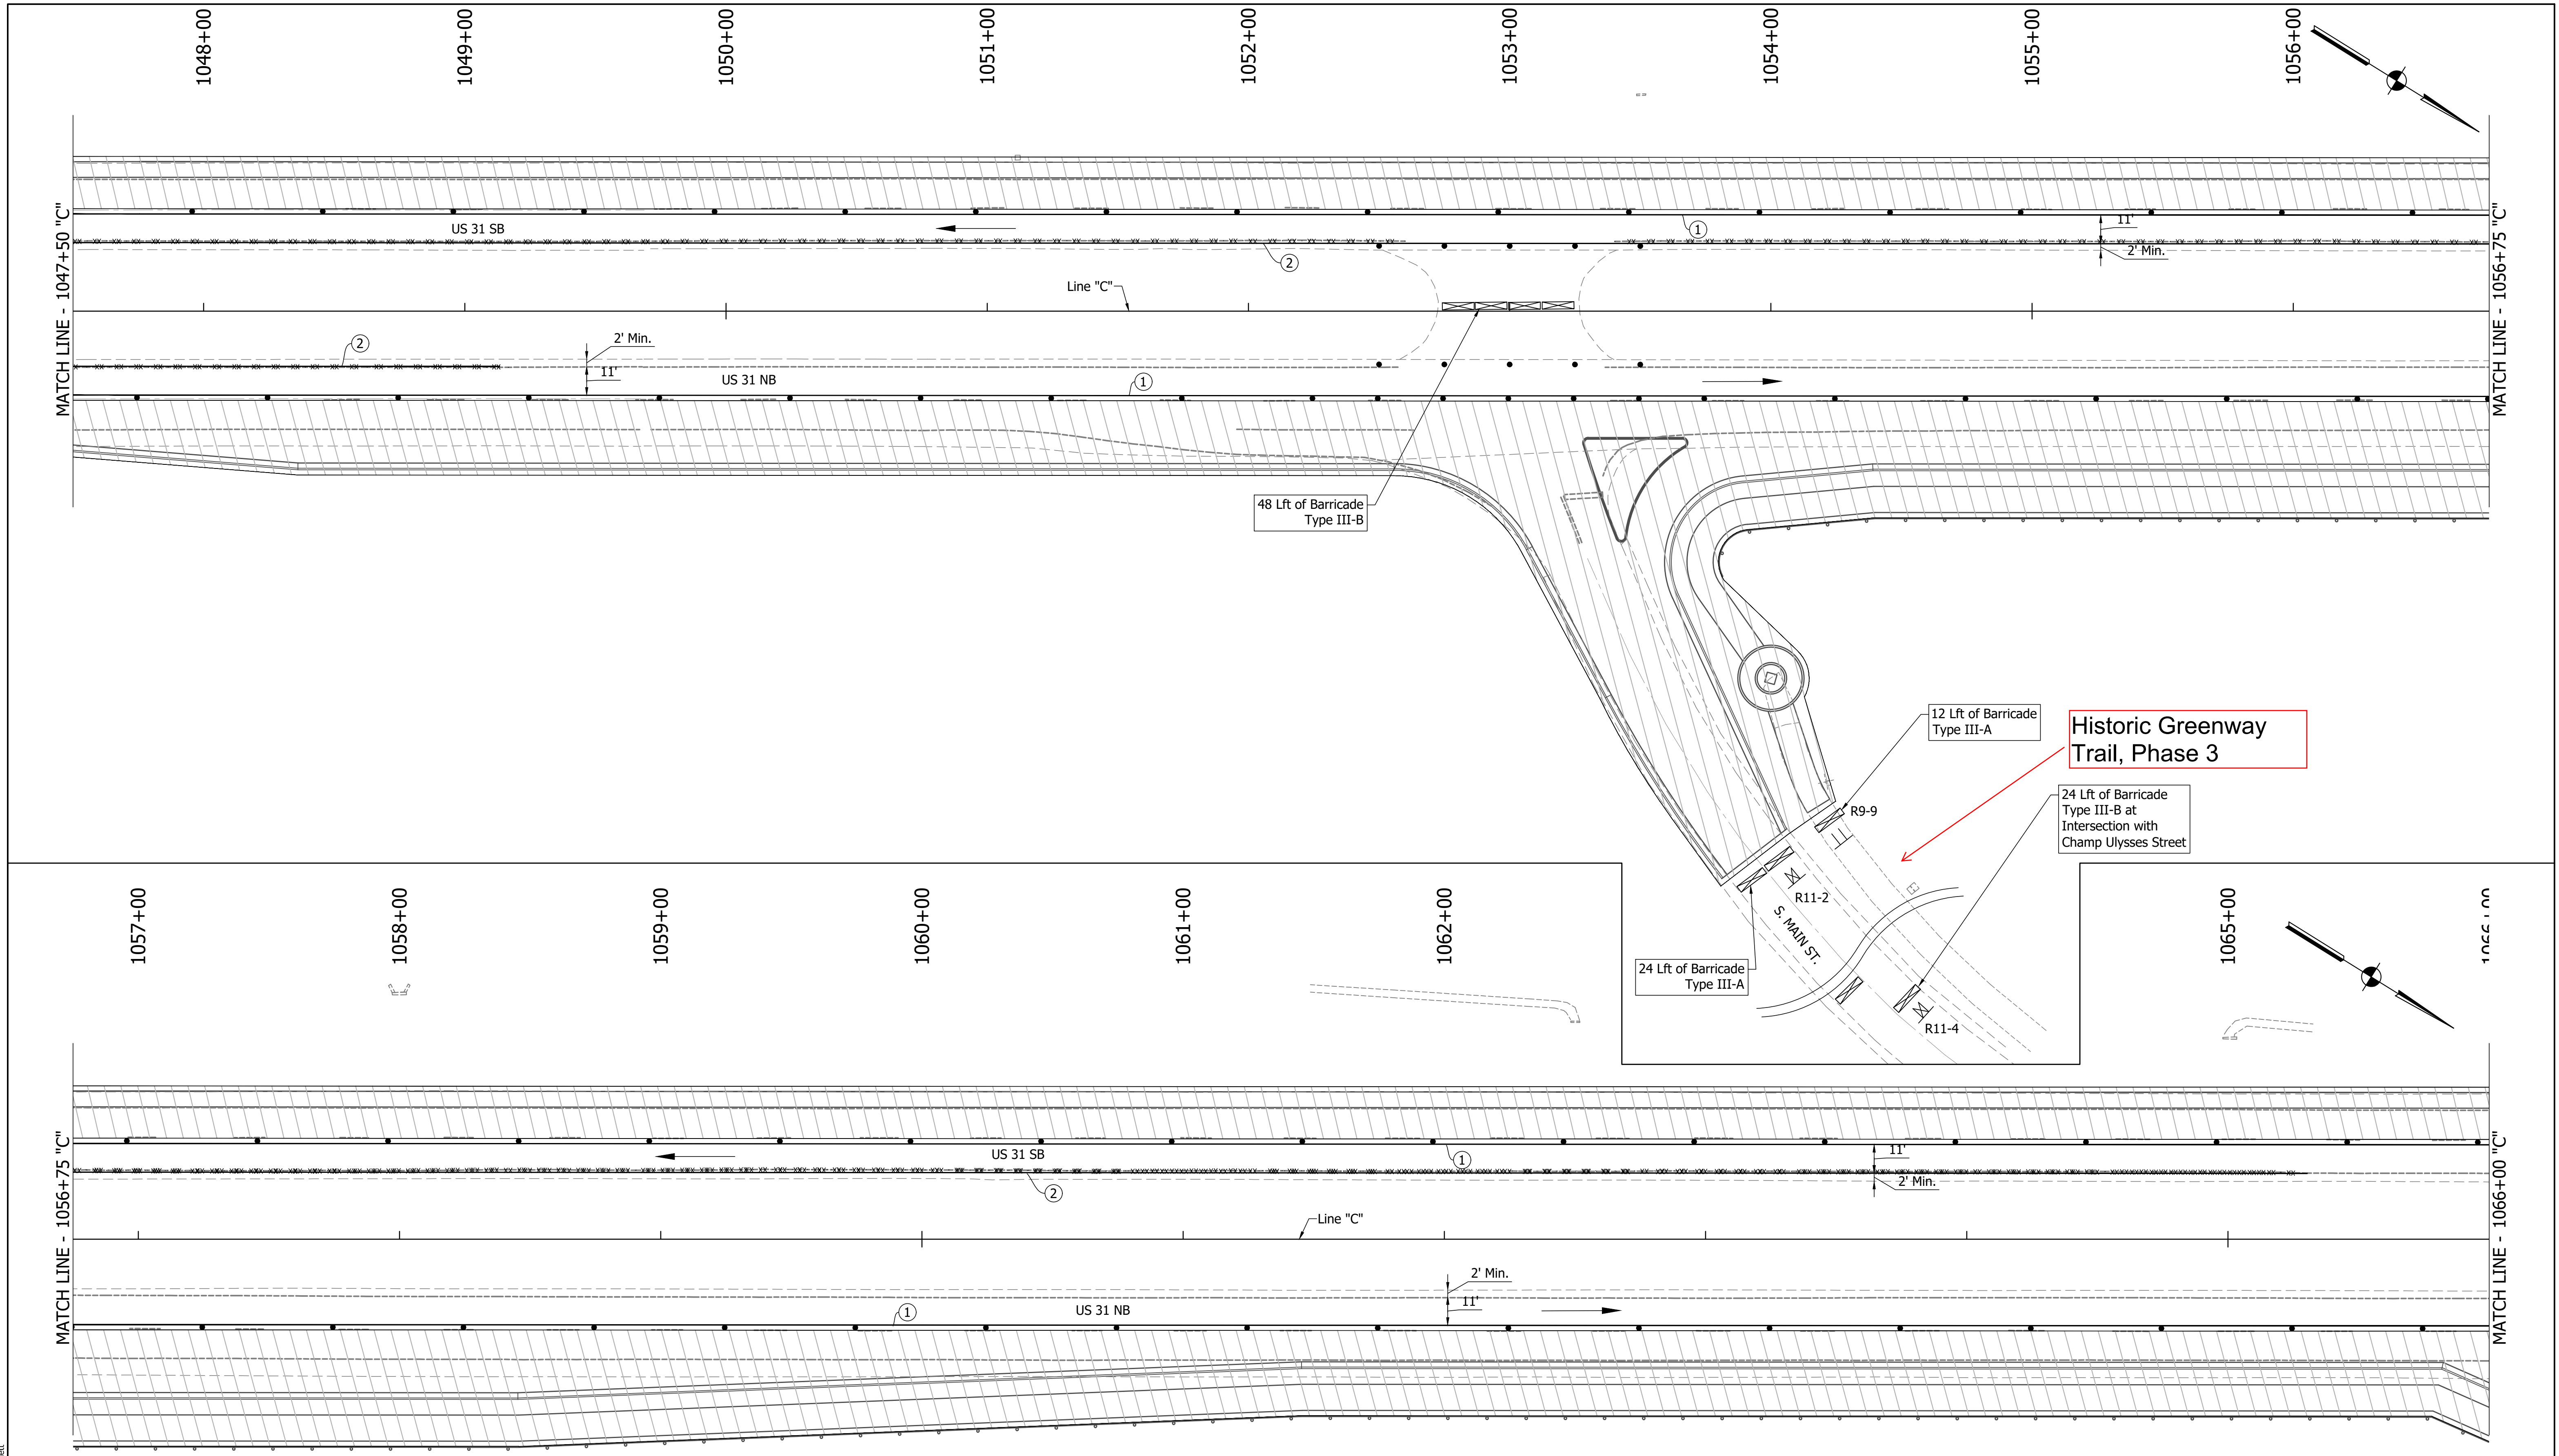 1048+00
1049+00
1050+00
1051+00
1052+00
1053+00
1054+00
1055+00
1056+00
MATCH LINE - 1047+50 "C"
MATCH LINE - 1056+75 "C"
US 31 SB
1
11'
2' Min.
2
Line "C"
2
2' Min.
11'
US 31 NB
1
48 Lft of Barricade
Type III-B
12 Lft of Barricade
Type III-A
Historic Greenway
Trail, Phase 3
24 Lft of Barricade
Type III-B at
Intersection with
Champ Ulysses Street
R9-9
R11-2
S. MAIN ST.
24 Lft of Barricade
Type III-A
R11-4
1057+00
1058+00
1059+00
1060+00
1061+00
1062+00
1065+00
1066+00
MATCH LINE - 1056+75 "C"
MATCH LINE - 1066+00 "C"
US 31 SB
1
11'
2' Min.
2
Line "C"
2' Min.
11'
US 31 NB
1